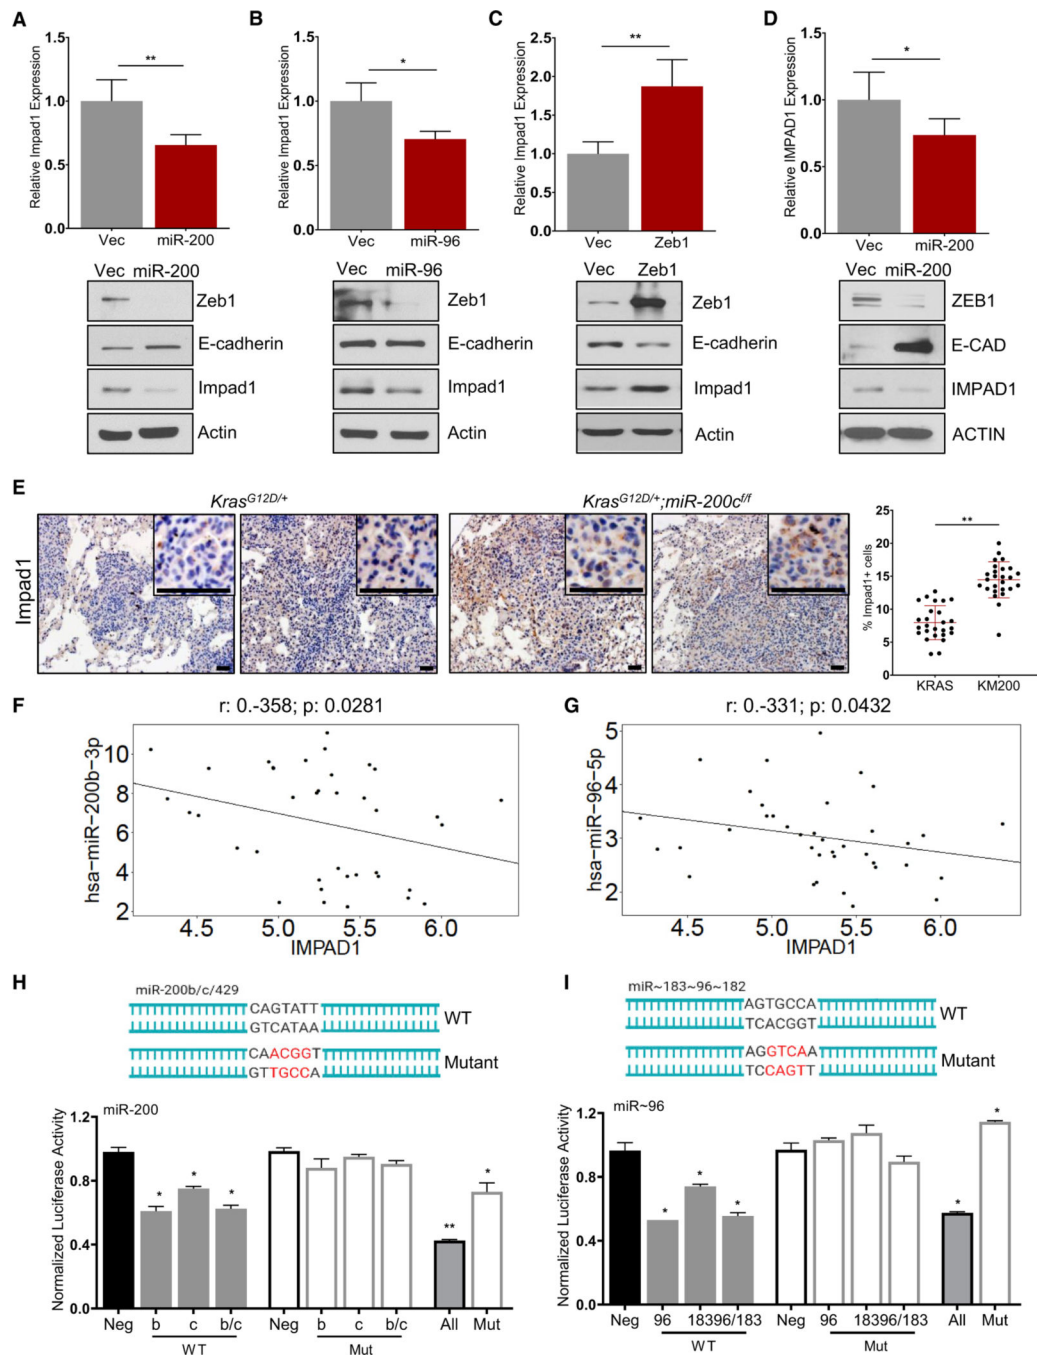 A
B
C
D
Relative Impad1 Expression
1.5
1.0
0.5
0.0
**
Vec
miR-200
Relative Impad1 Expression
1.5
1.0
0.5
0.0
*
Vec
miR-96
Relative Impad1 Expression
2.5
2.0
1.5
1.0
0.5
0.0
**
Vec
Zeb1
Relative IMPAD1 Expression
1.5
1.0
0.5
0.0
*
Vec
miR-200
Vec miR-200
Zeb1
E-cadherin
Impad1
Actin
Vec miR-96
Zeb1
E-cadherin
Impad1
Actin
Vec Zeb1
Zeb1
E-cadherin
Impad1
Actin
Vec miR-200
ZEB1
E-CAD
IMPAD1
ACTIN
E
KrasG12D/+
KrasG12D/+;miR-200cf/f
Impad1
% Impad1+ cells
25
20
15
10
5
0
**
KRAS
KM200
F
r: 0.-358; p: 0.0281
hsa-miR-200b-3p
10
8
6
4
2
4.5 5.0 5.5 6.0
IMPAD1
G
r: 0.-331; p: 0.0432
hsa-miR-96-5p
5
4
3
2
4.5 5.0 5.5 6.0
IMPAD1
H
miR-200b/c/429
CAGTATT
GTCATAA
WT
CAACGGT
GTTGCCA
Mutant
miR-200
Normalized Luciferase Activity
1.2
0.8
0.4
0.0
* * * ** *
Neg b c b/c Neg b c b/c All Mut
WT Mut
I
miR~183~96~182
AGTGCCA
TCACGGT
WT
AGGTCAA
TCCAGTT
Mutant
miR~96
Normalized Luciferase Activity
1.2
0.8
0.4
0.0
* * * * *
Neg 96 18396/183 Neg 96 18396/183 All Mut
WT Mut